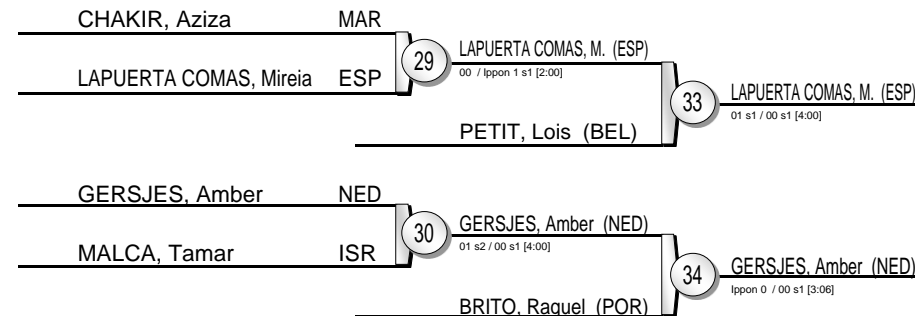 CHAKIR, Aziza MAR
LAPUERTA COMAS, Mireia ESP
29
LAPUERTA COMAS, M. (ESP)
00 / Ippon 1 s1 [2:00]
PETIT, Lois (BEL)
33
LAPUERTA COMAS, M. (ESP)
01 s1 / 00 s1 [4:00]
GERSJES, Amber NED
MALCA, Tamar ISR
30
GERSJES, Amber (NED)
01 s2 / 00 s1 [4:00]
BRITO, Raquel (POR)
34
GERSJES, Amber (NED)
Ippon 0 / 00 s1 [3:06]